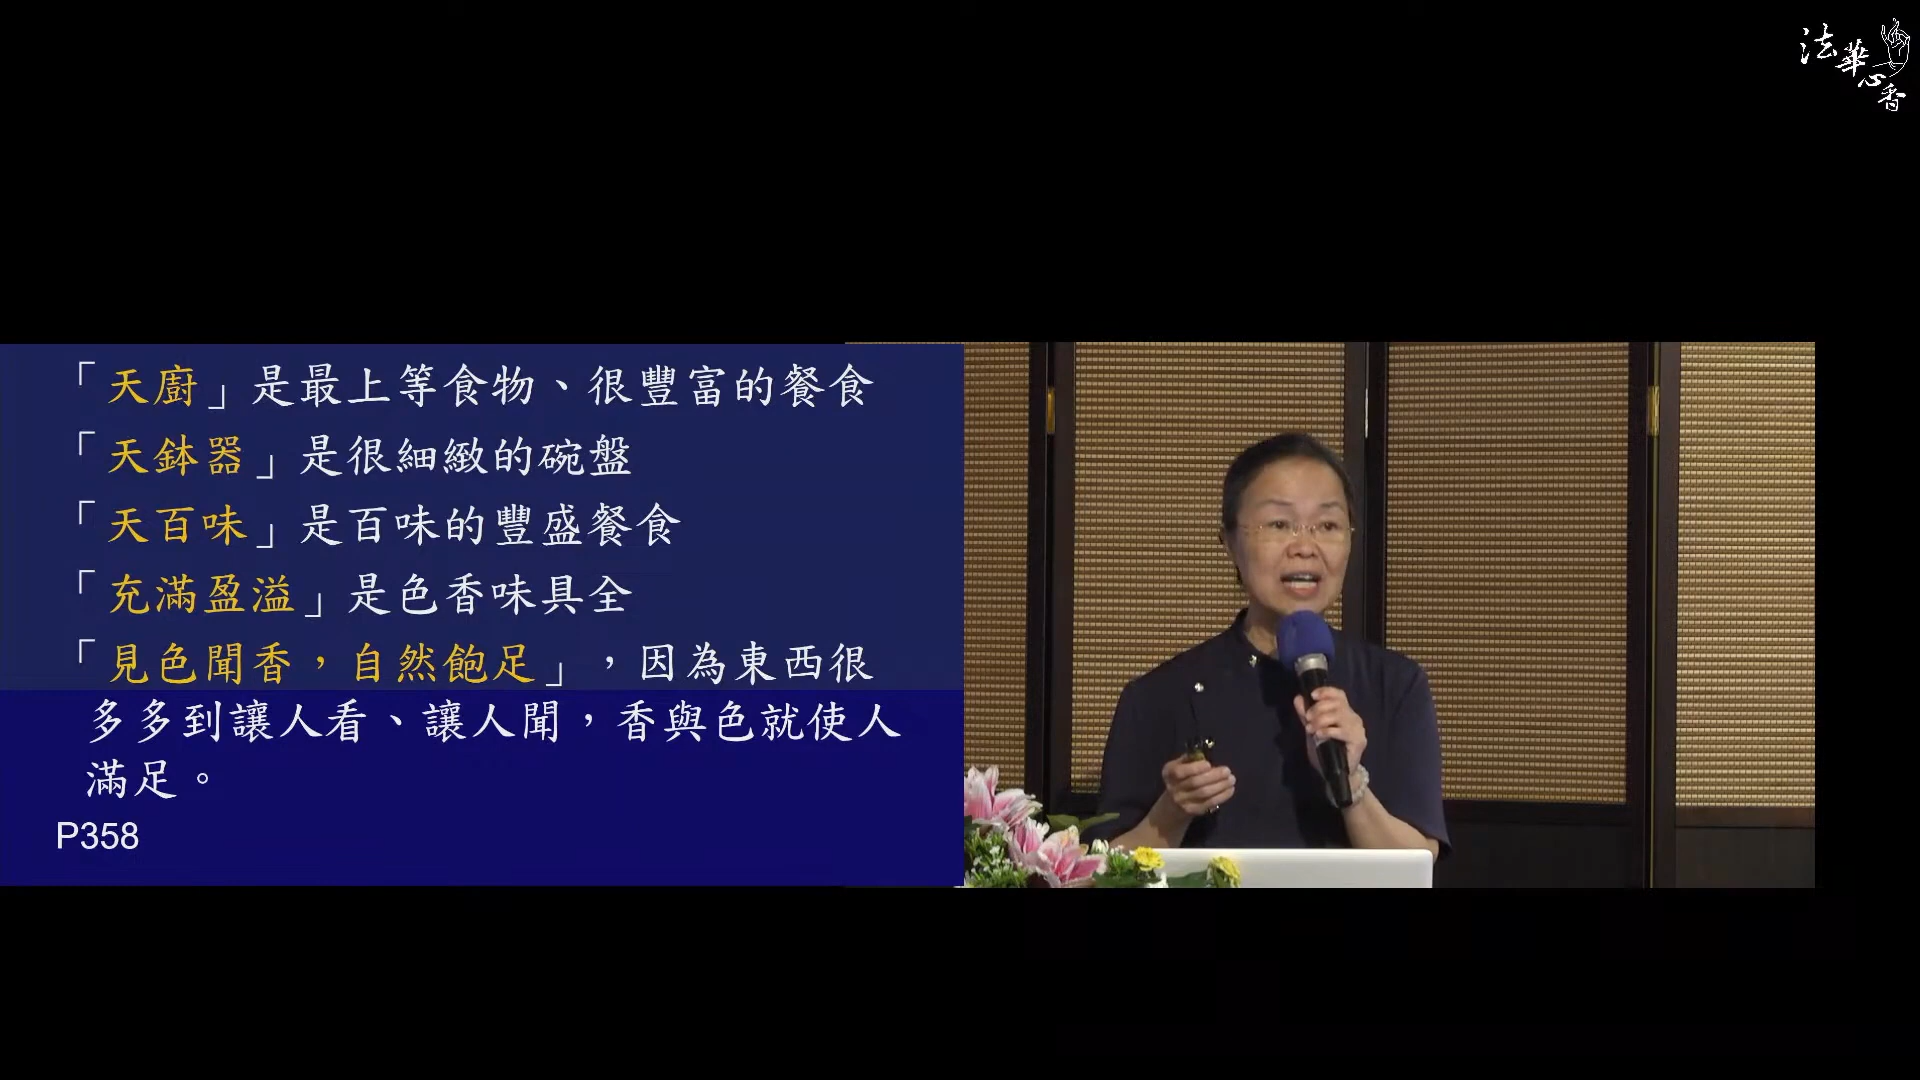 法華心香
「天廚」是最上等食物、很豐富的餐食
「天鉢器」是很細緻的碗盤
「天百味」是百味的豐盛餐食
「充滿盈溢」是色香味具全
「見色聞香，自然飽足」，因為東西很
多多到讓人看、讓人聞，香與色就使人
滿足。
P358